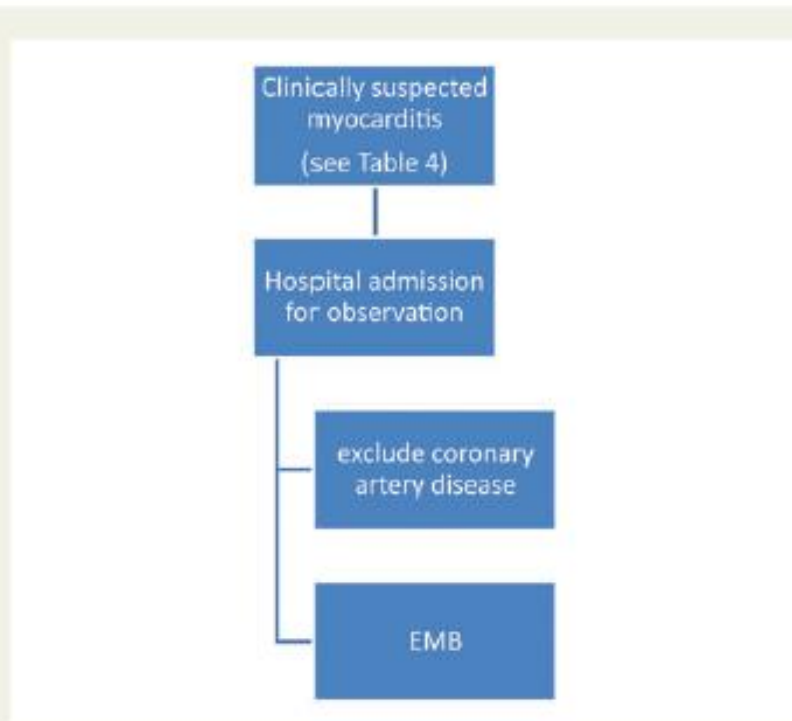 Clinically suspected
myocarditis
(see Table 4)
Hospital admission
for observation
exclude coronary
artery disease
EMB